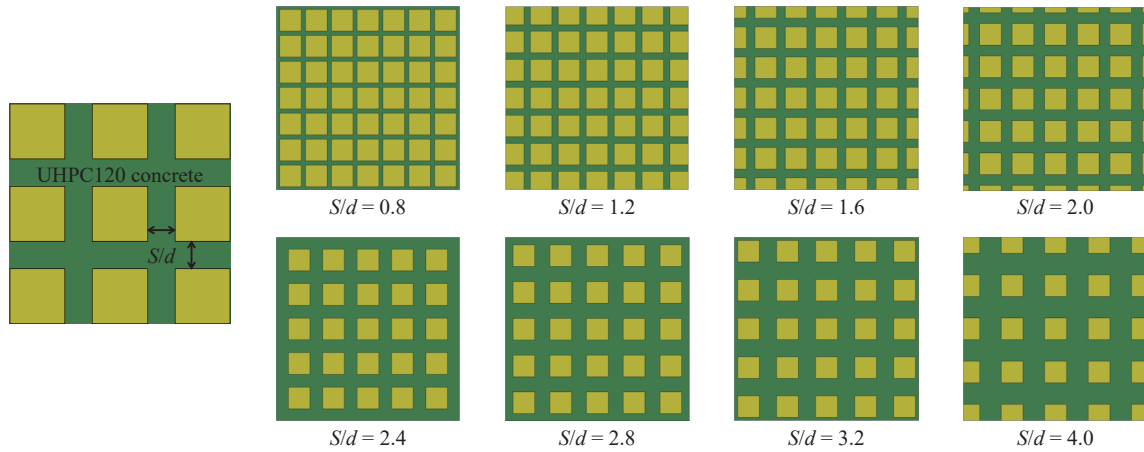 UHPC120 concrete
S/d
S/d = 0.8
S/d = 1.2
S/d = 1.6
S/d = 2.0
S/d = 2.4
S/d = 2.8
S/d = 3.2
S/d = 4.0